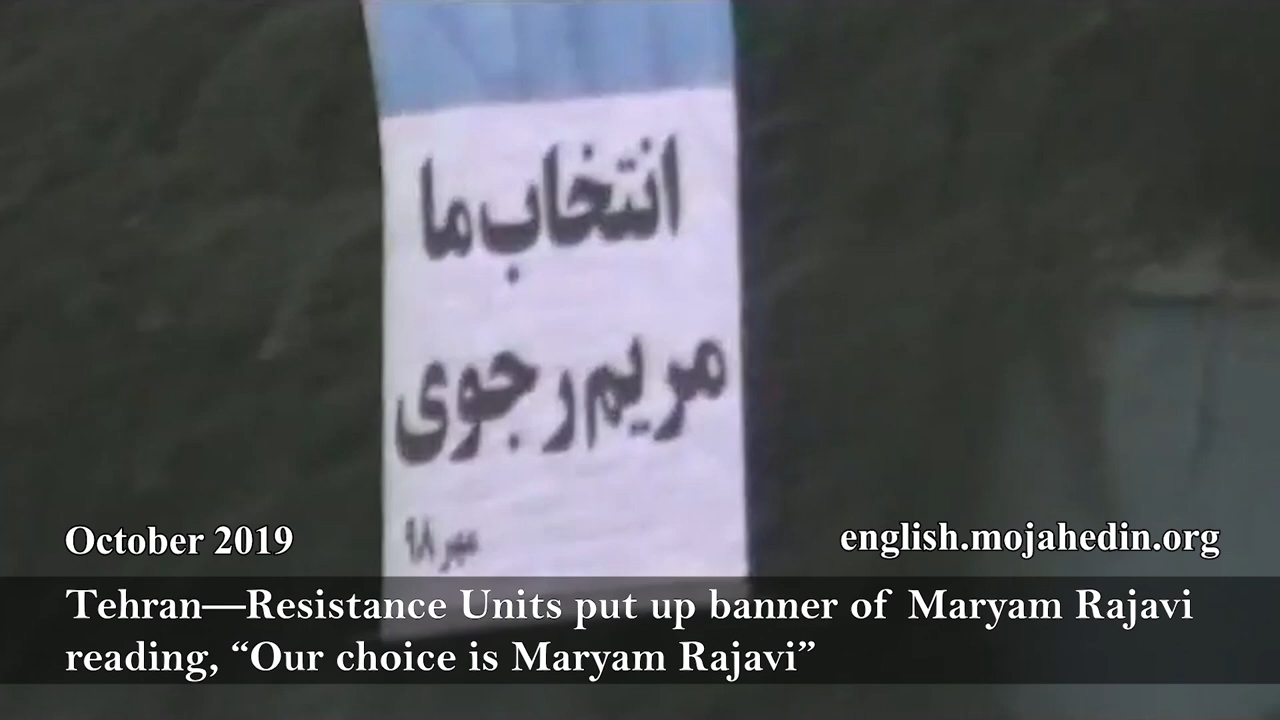 انتخاب ما
مریم رجوی
مهر ۹۸
October 2019
english.mojahedin.org
Tehran—Resistance Units put up banner of Maryam Rajavi
reading, “Our choice is Maryam Rajavi”